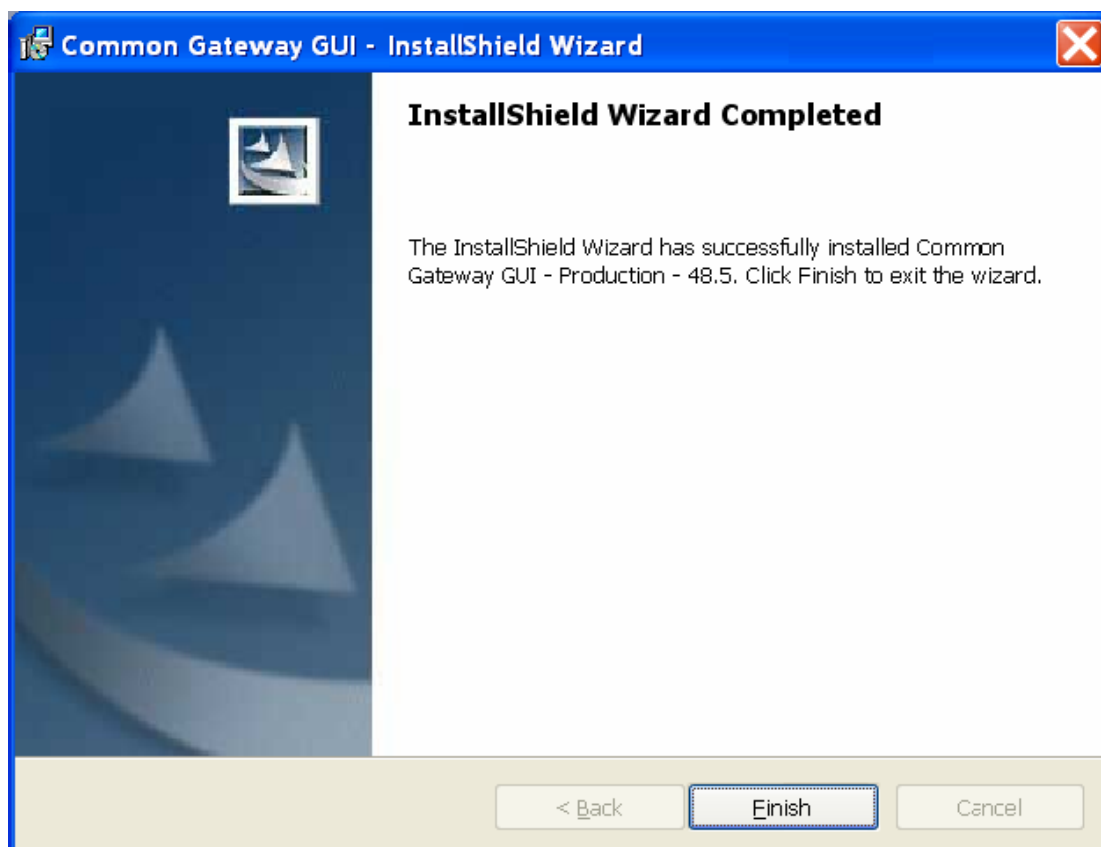 Common Gateway GUI - InstallShield Wizard
InstallShield Wizard Completed
The InstallShield Wizard has successfully installed Common
Gateway GUI - Production - 48.5. Click Finish to exit the wizard.
< Back
Finish
Cancel